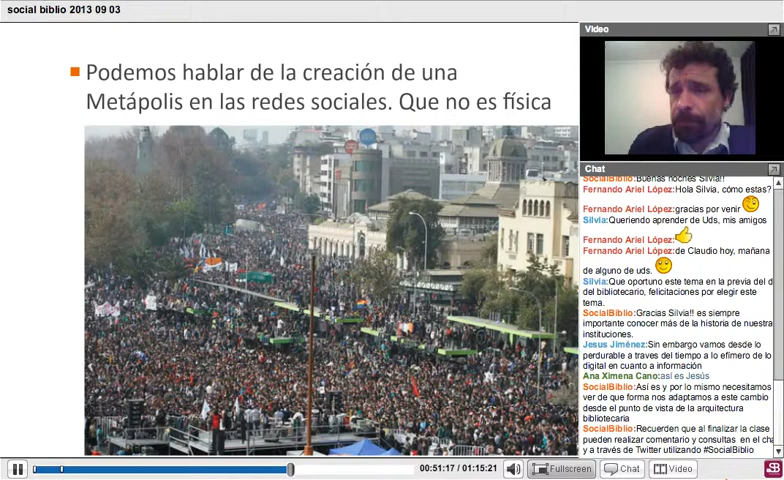 social biblio 2013 09 03
Podemos hablar de la creación de una
Metápolis en las redes sociales. Que no es física
Video
Chat
SocialBiblio:Buenas noches Silvia!!
Fernando Ariel López:Hola Silvia, cómo estas?
Fernando Ariel López:gracias por venir
Silvia:Queriendo aprender de Uds, mis amigos
Fernando Ariel López:
Fernando Ariel López:de Claudio hoy, mañana
de alguno de uds.
Silvia:Que oportuno este tema en la previa del d
del bibliotecario, felicitaciones por elegir este
tema.
SocialBiblio:Gracias Silvia!! es siempre
importante conocer más de la historia de nuestra
instituciones.
Jesus Jiménez:Sin embargo vamos desde lo
perdurable a traves del tiempo a lo efímero de lo
digital en cuanto a información
Ana Ximena Cano:así es Jesús
SocialBiblio:Así es y por lo mismo necesitamos
ver de que forma nos adaptamos a este cambio
desde el punto de vista de la arquitectura
bibliotecaria
SocialBiblio:Recuerden que al finalizar la clase
pueden realizar comentario y consultas en el cha
y a través de Twitter utilizando #SocialBiblio
00:51:17 / 01:15:21
Fullscreen
Chat
Video
SB